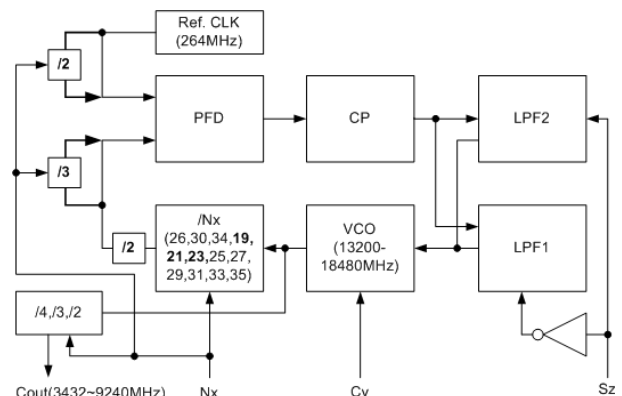 Ref. CLK
(264MHz)
/2
PFD
CP
LPF2
/3
/Nx
(26,30,34,19,
21,23,25,27,
29,31,33,35)
/2
VCO
(13200-
18480MHz)
LPF1
/4,/3,/2
Cout(3432~9240MHz)
Nx
Cv
Sz